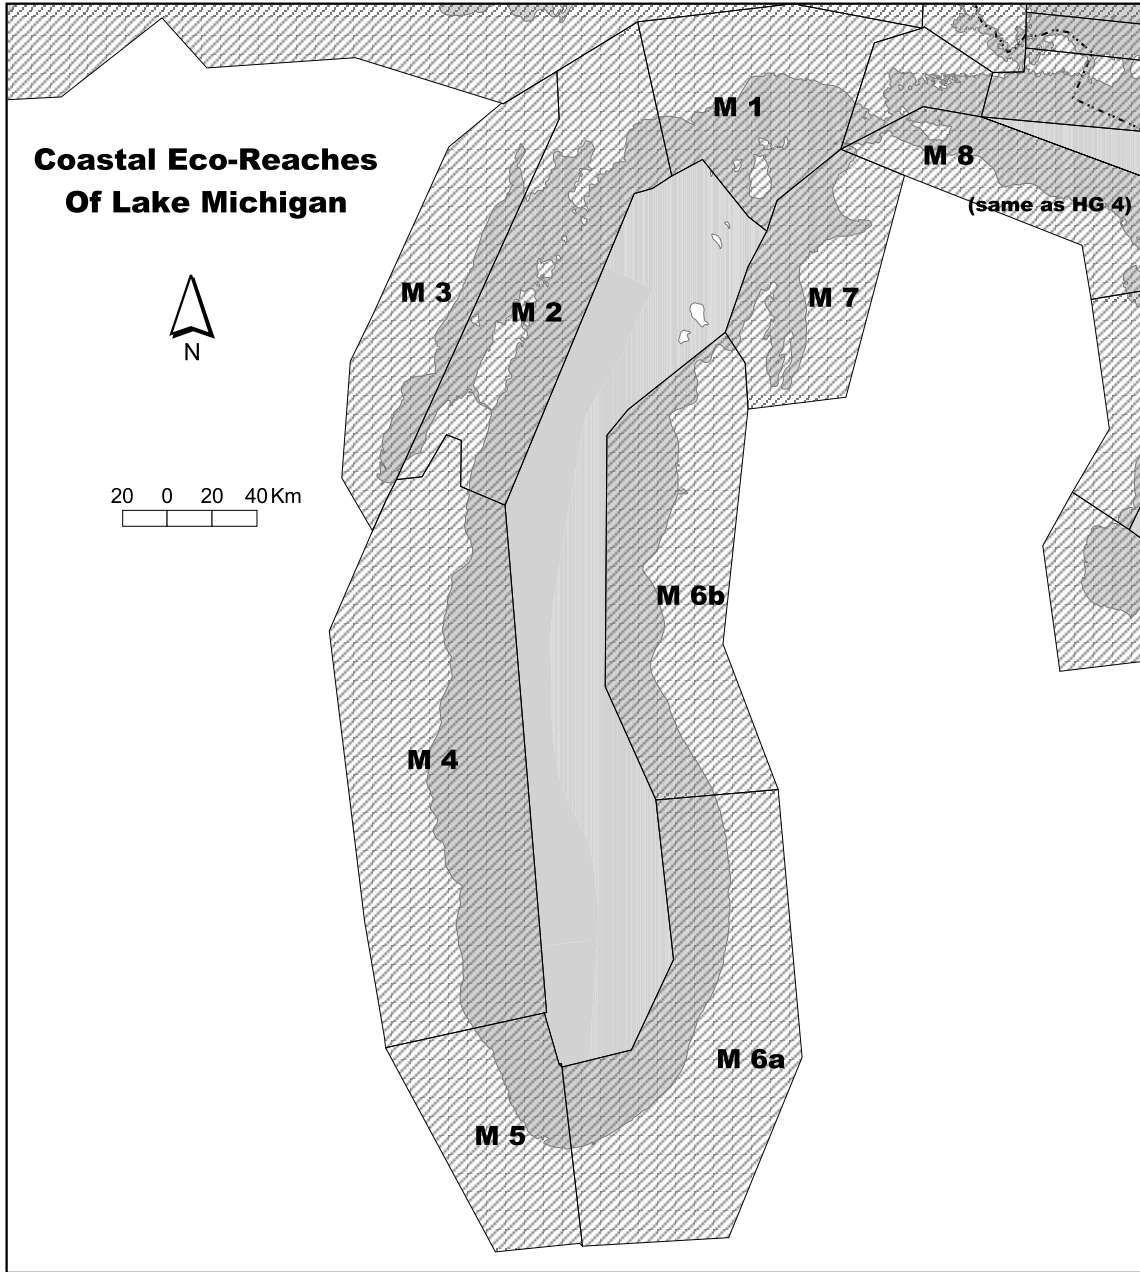 Coastal Eco-Reaches
Of Lake Michigan
N
20 0 20 40 Km
M 1
M 8
(same as HG 4)
M 3
M 2
M 7
M 6b
M 4
M 6a
M 5